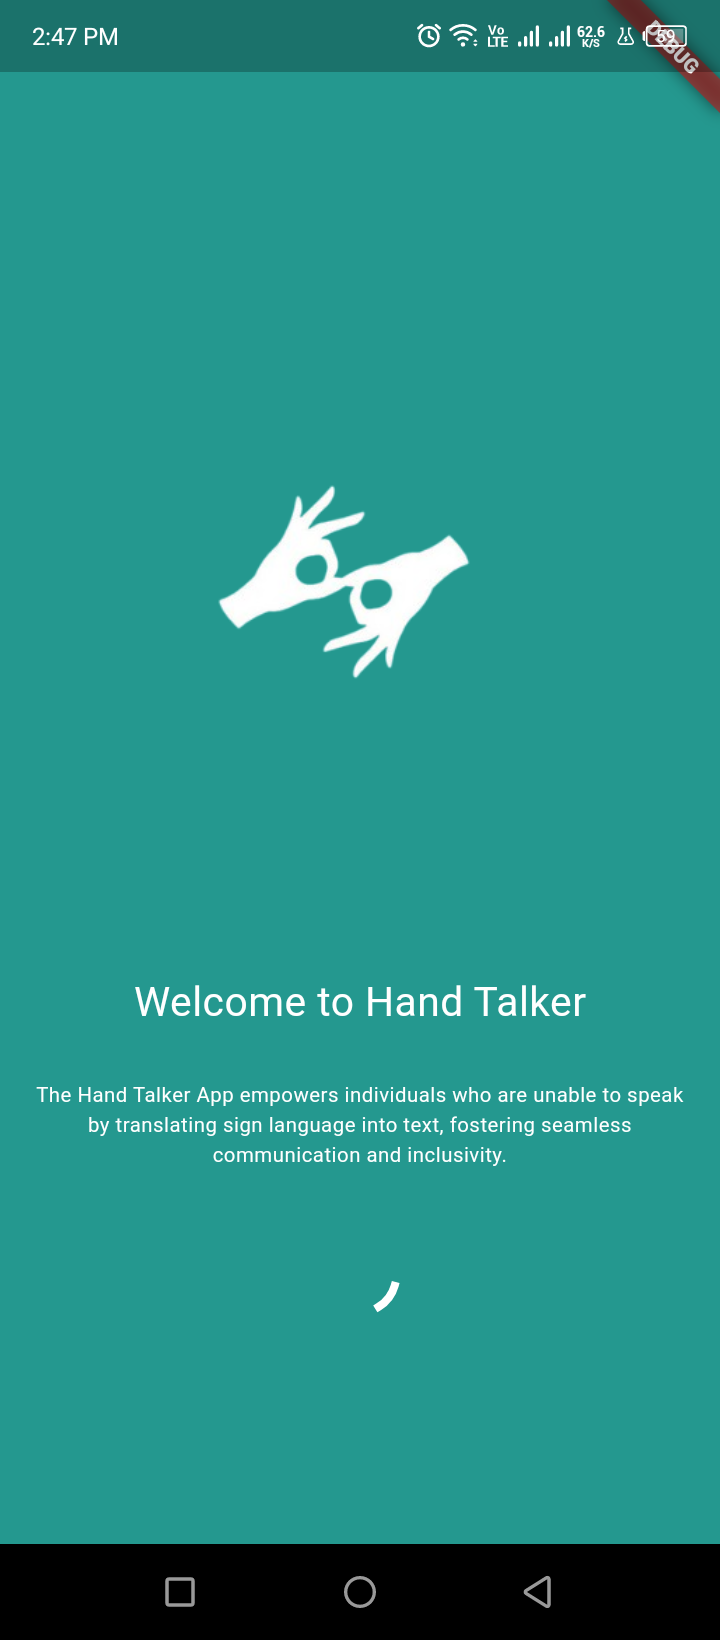 2:47 PM
Vo
LTE
62.6
K/S
59
DEBUG
Welcome to Hand Talker
The Hand Talker App empowers individuals who are unable to speak
by translating sign language into text, fostering seamless
communication and inclusivity.